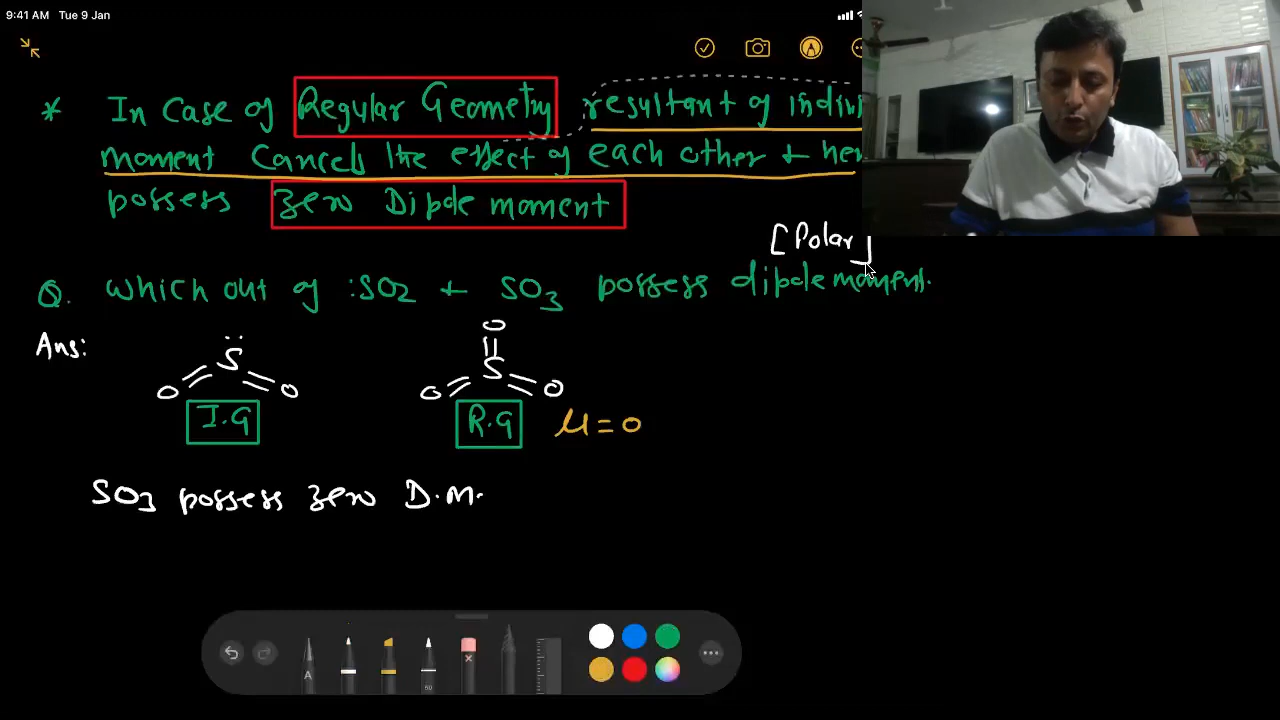 9:41 AM Tue 9 Jan
* In Case of Regular Geometry resultant of indivi
moment Cancels the effect of each other + hen
possess zero Dipole moment
[Polar]
Q. which out of :SO2 + SO3 possess dipole moment.
Ans:
O S O
O S O O
I.G
R.G μ = 0
SO3 possess zero D.M.
A
50